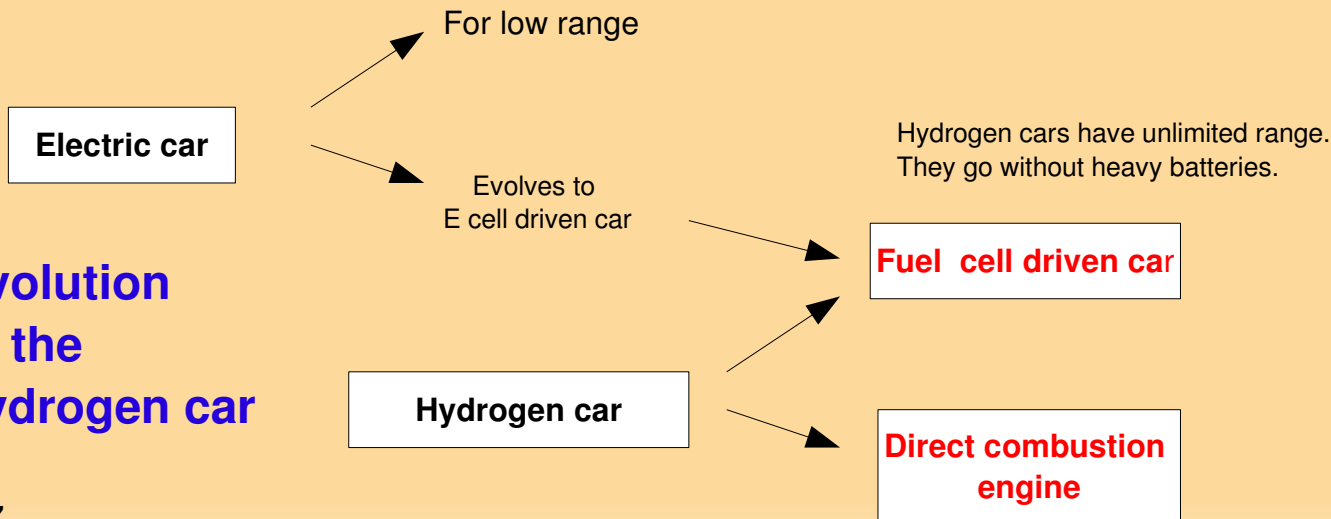 For low range
Electric car
Hydrogen cars have unlimited range.
They go without heavy batteries.
Evolves to
E cell driven car
Fuel cell driven car
volution
the
ydrogen car
Hydrogen car
Direct combustion
engine